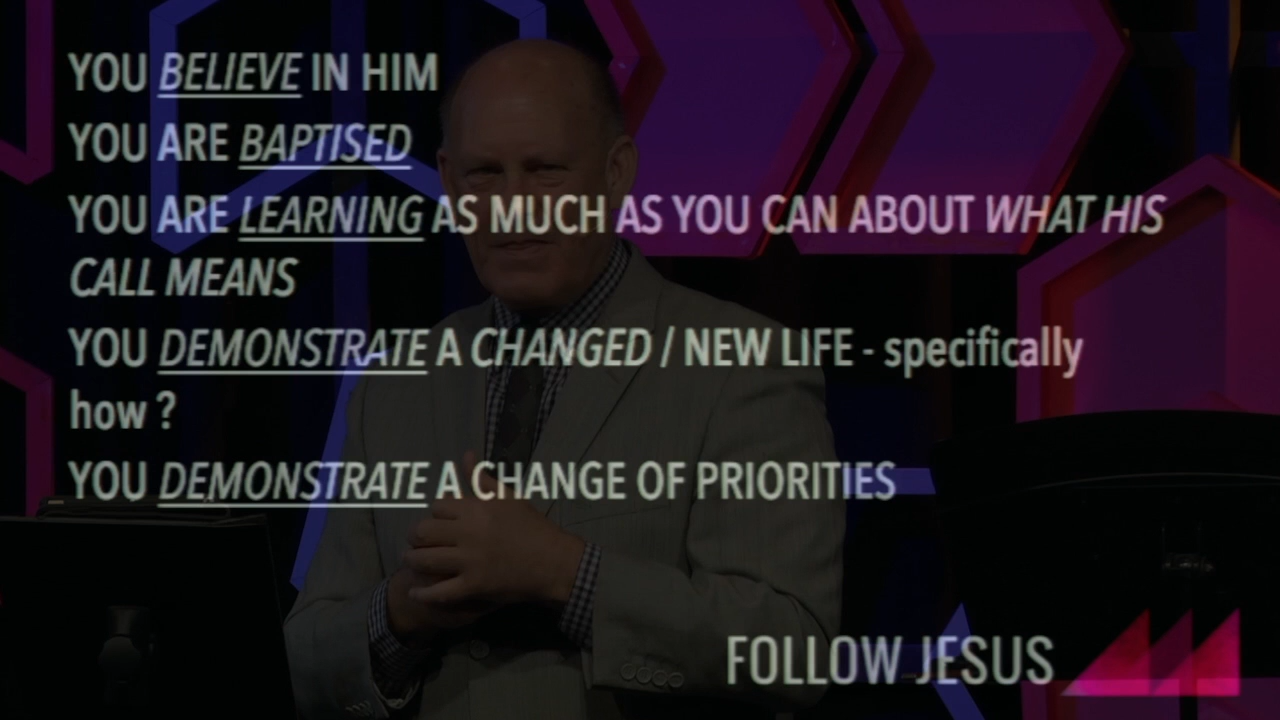 YOU BELIEVE IN HIM
YOU ARE BAPTISED
YOU ARE LEARNING AS MUCH AS YOU CAN ABOUT WHAT HIS
CALL MEANS
YOU DEMONSTRATE A CHANGED / NEW LIFE - specifically
how ?
YOU DEMONSTRATE A CHANGE OF PRIORITIES
FOLLOW JESUS